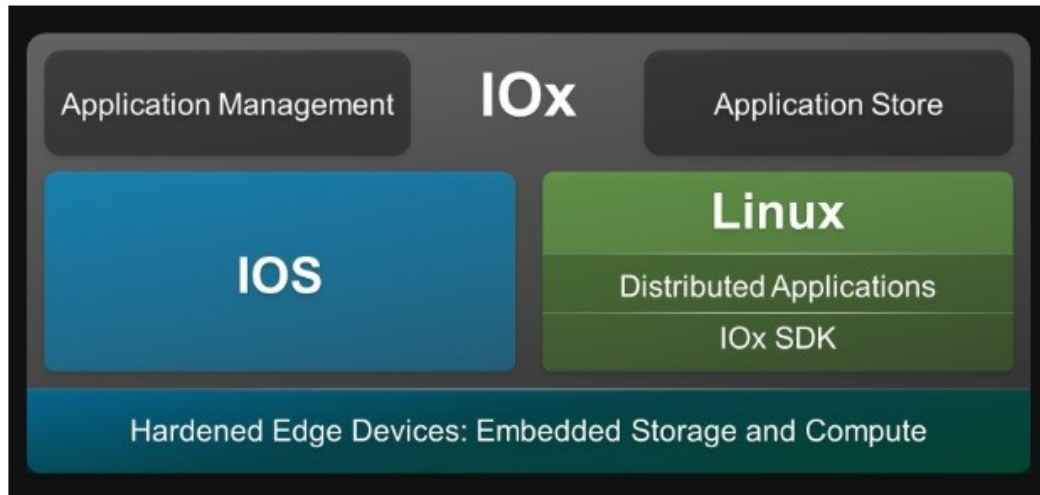 Application Management
IOx
Application Store
IOS
Linux
Distributed Applications
IOx SDK
Hardened Edge Devices: Embedded Storage and Compute